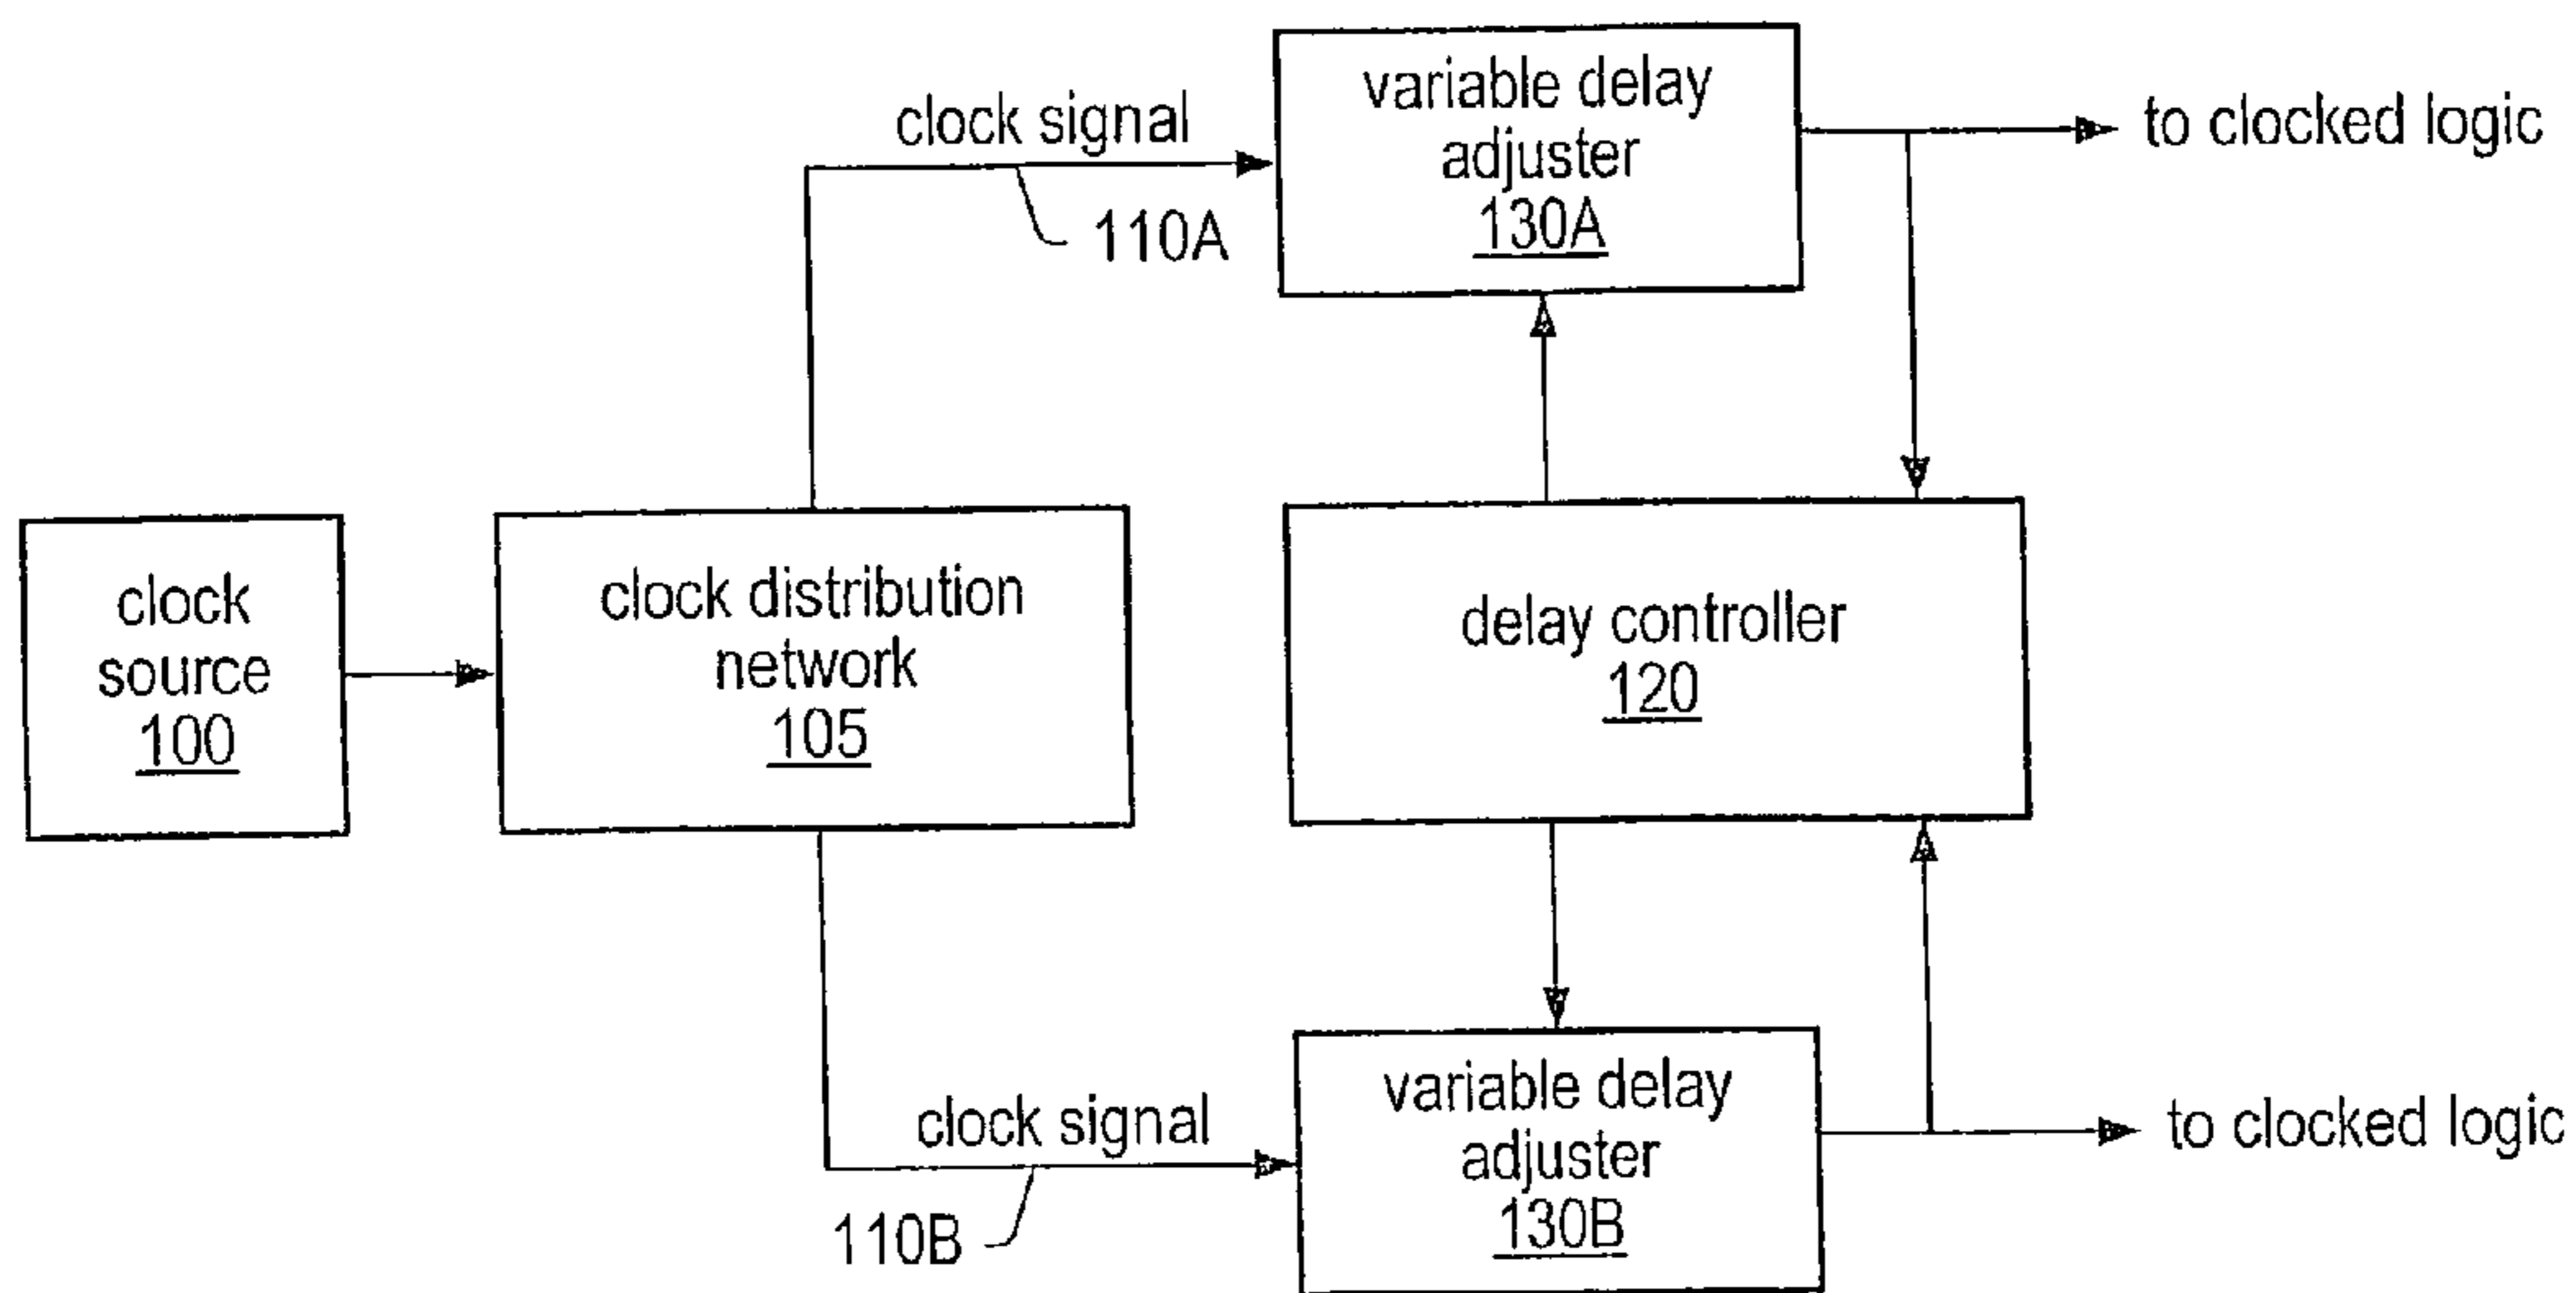 clock signal
110A
variable delay
adjuster
130A
to clocked logic
clock
source
100
clock distribution
network
105
delay controller
120
clock signal
110B
variable delay
adjuster
130B
to clocked logic